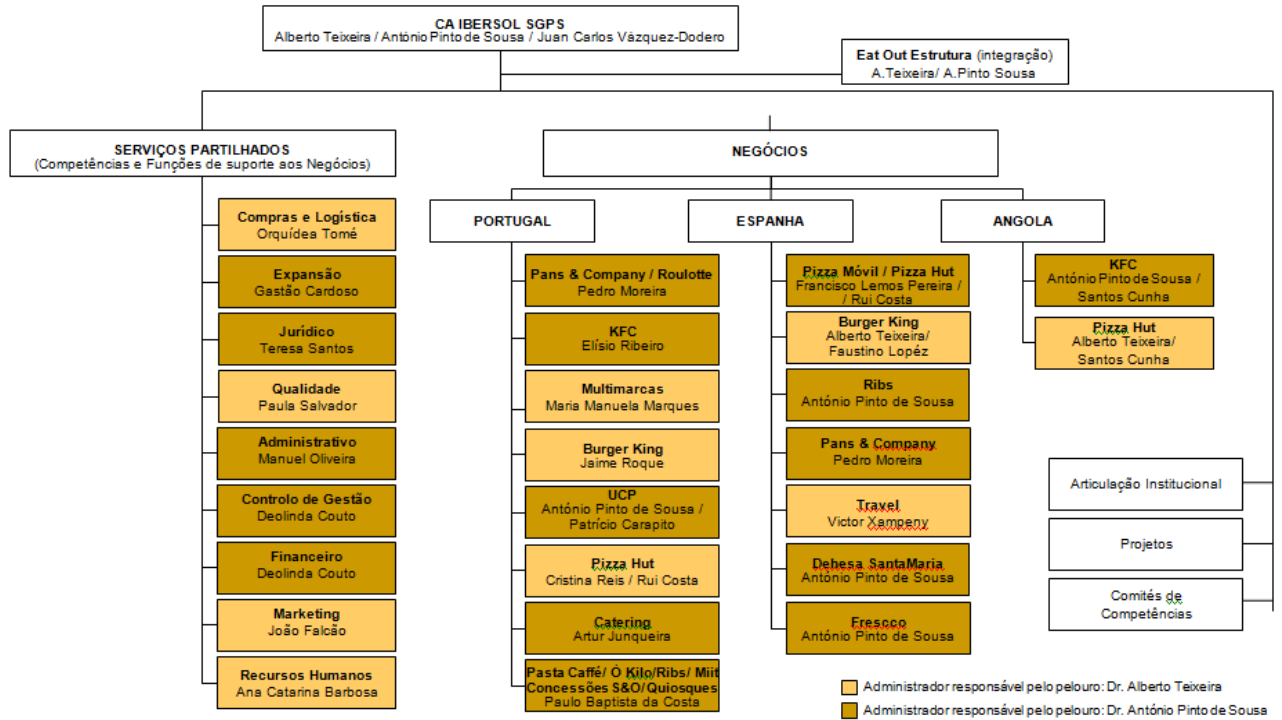 CA IBERSOL SGPS
Alberto Teixeira / António Pinto de Sousa / Juan Carlos Vázquez-Dodero
Eat Out Estrutura (integração)
A.Teixeira/ A.Pinto Sousa
SERVIÇOS PARTILHADOS
(Competências e Funções de suporte aos Negócios)
Compras e Logística
Orquídea Tomé
Expansão
Gastão Cardoso
Jurídico
Teresa Santos
Qualidade
Paula Salvador
Administrativo
Manuel Oliveira
Controlo de Gestão
Deolinda Couto
Financeiro
Deolinda Couto
Marketing
João Falcão
Recursos Humanos
Ana Catarina Barbosa
NEGÓCIOS
PORTUGAL
Pans & Company / Roulotte
Pedro Moreira
KFC
Elísio Ribeiro
Multimarcas
Maria Manuela Marques
Burger King
Jaime Roque
UCP
António Pinto de Sousa /
Patrício Carapito
Pizza Hut
Cristina Reis / Rui Costa
Catering
Artur Junqueira
Pasta Caffé/ Ó Kilo/Ribs/ Miit
Concessões S&O/Quiosques
Paulo Baptista da Costa
ESPANHA
Pizza Móvil / Pizza Hut
Francisco Lemos Pereira /
/ Rui Costa
Burger King
Alberto Teixeira/
Faustino Lopéz
Ribs
António Pinto de Sousa
Pans & Company
Pedro Moreira
Travel
Victor Xampeny
Dehesa SantaMaria
António Pinto de Sousa
Frescco
António Pinto de Sousa
ANGOLA
KFC
António Pinto de Sousa /
Santos Cunha
Pizza Hut
Alberto Teixeira/
Santos Cunha
Articulação Institucional
Projetos
Comités de
Competências
Administrador responsável pelo pelouro: Dr. Alberto Teixeira
Administrador responsável pelo pelouro: Dr. António Pinto de Sousa